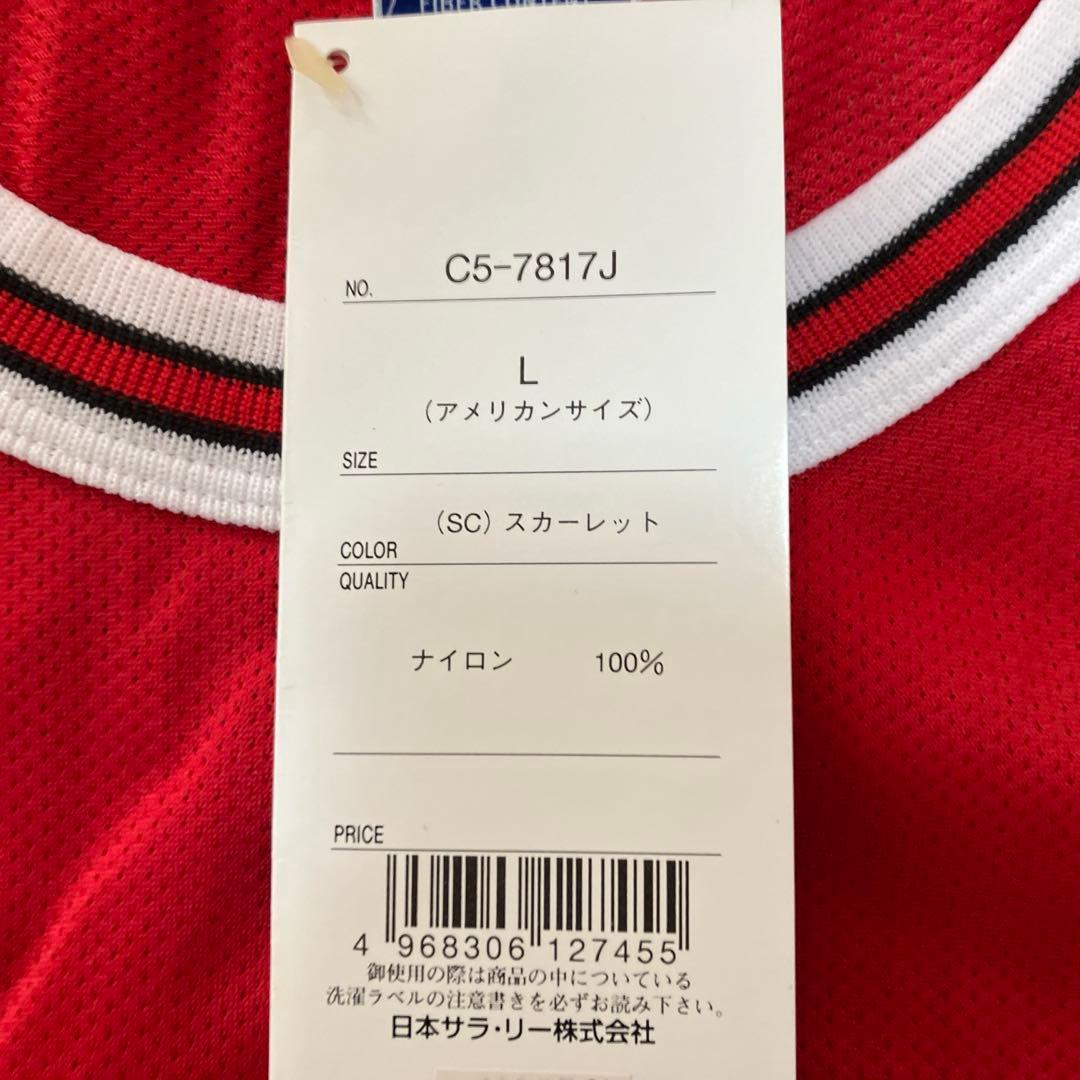 FIBER CONTENT
NO. C5-7817J
L
(アメリカンサイズ)
SIZE
(SC) スカーレット
COLOR
QUALITY
ナイロン 100%
PRICE
4 968306 127455
御使用の際は商品の中についている
洗濯ラベルの注意書きを必ずお読み下さい。
日本サラ・リー株式会社